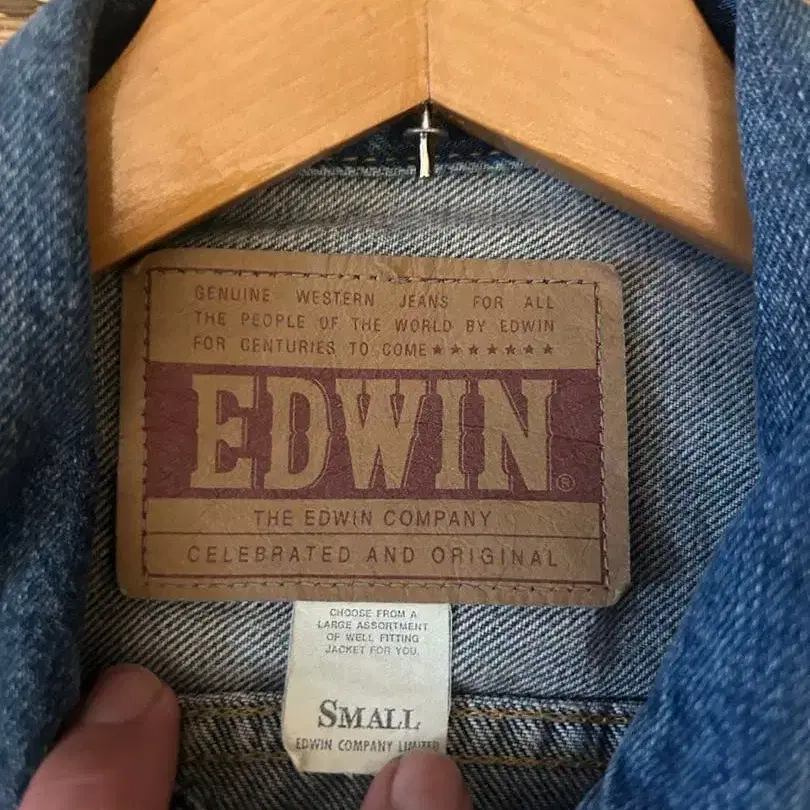 GENUINE WESTERN JEANS FOR ALL
THE PEOPLE OF THE WORLD BY EDWIN
FOR CENTURIES TO COME★★★★★★★
EDWIN®
THE EDWIN COMPANY
CELEBRATED AND ORIGINAL
CHOOSE FROM A
LARGE ASSORTMENT
OF WELL FITTING
JACKET FOR YOU.
SMALL
EDWIN COMPANY LIMITED